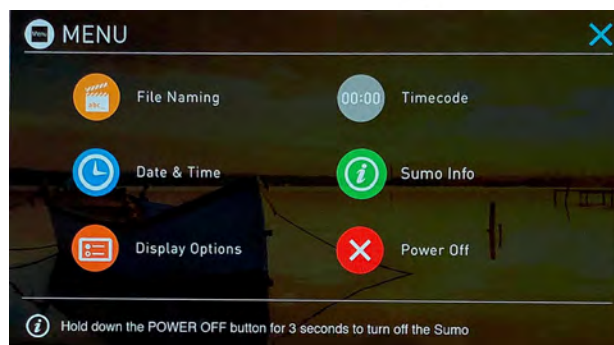 MENU
File Naming
00:00 Timecode
Date & Time
Sumo Info
Display Options
Power Off
Hold down the POWER OFF button for 3 seconds to turn off the Sumo